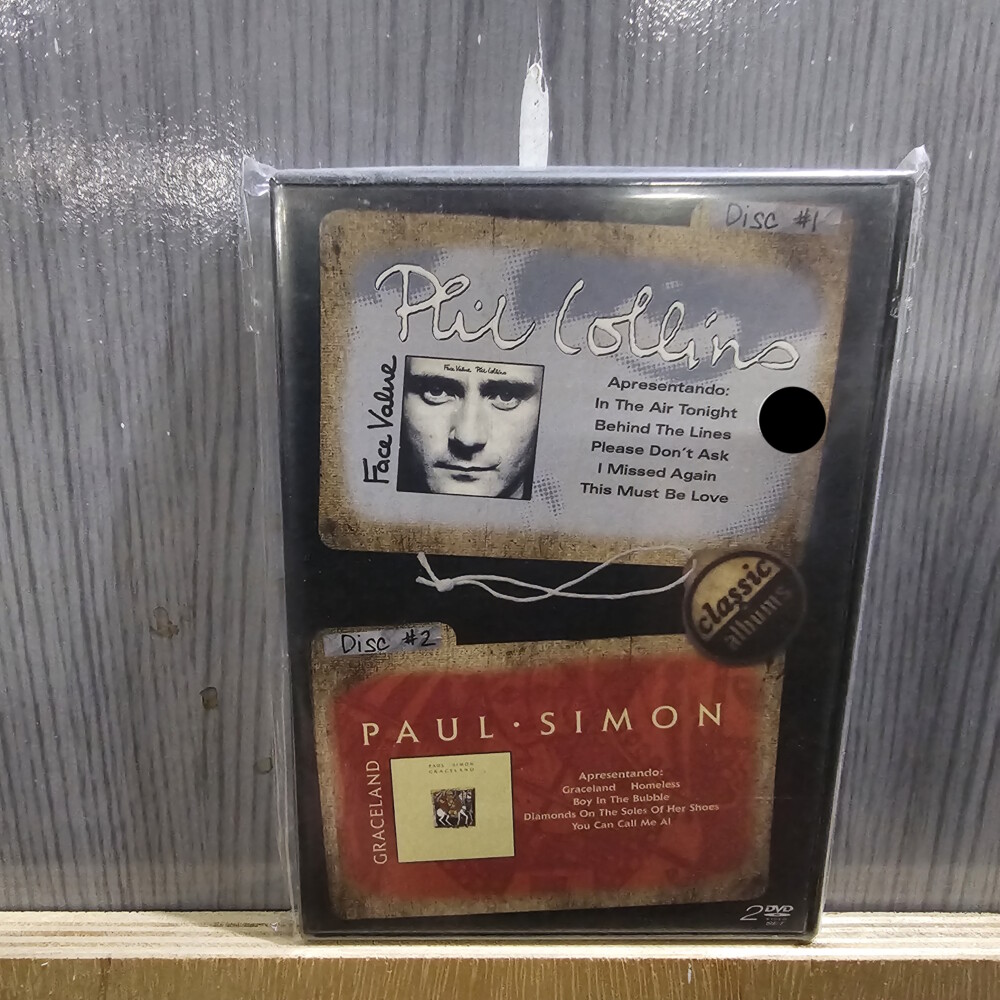 Disc #1
Phil Collins
Face Value
Face Value Phil Collins
Apresentando:
In The Air Tonight
Behind The Lines
Please Don't Ask
I Missed Again
This Must Be Love
classic
albums
Disc #2
PAUL · SIMON
GRACELAND
PAUL SIMON
GRACELAND
Apresentando:
Graceland Homeless
Boy In The Bubble
Diamonds On The Soles Of Her Shoes
You Can Call Me Al
2 DVD
VIDEO